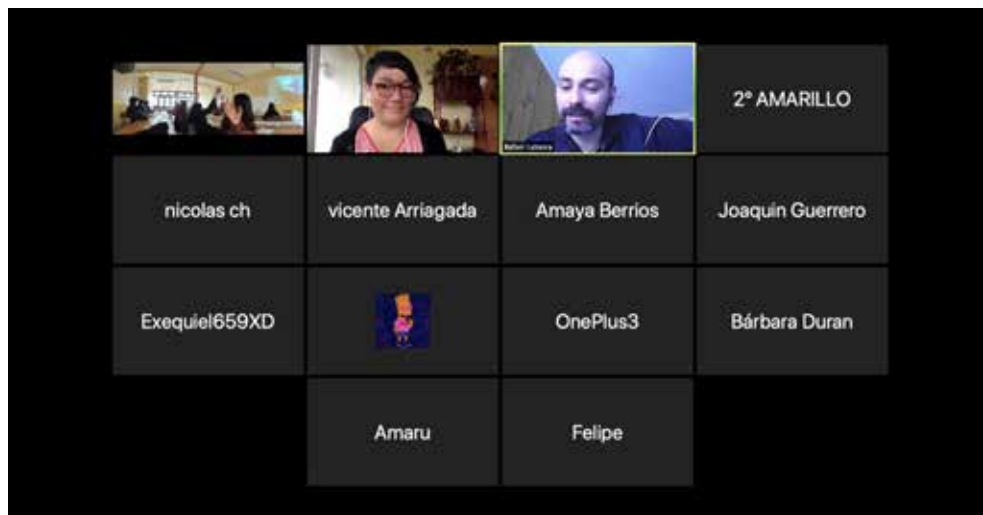 2° AMARILLO
nicolas ch
vicente Arriagada
Amaya Berrios
Joaquin Guerrero
Exequiel659XD
OnePlus3
Bárbara Duran
Amaru
Felipe